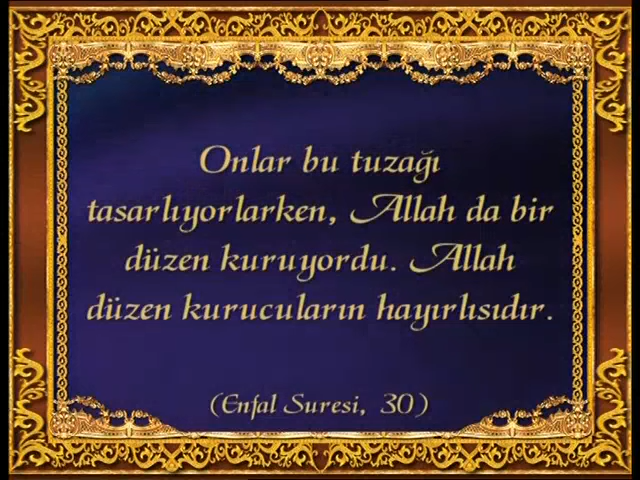 Onlar bu tuzağı
tasarlıyorlarken, Allah da bir
düzen kuruyordu. Allah
düzen kurucuların hayırlısıdır.
(Enfal Suresi, 30)